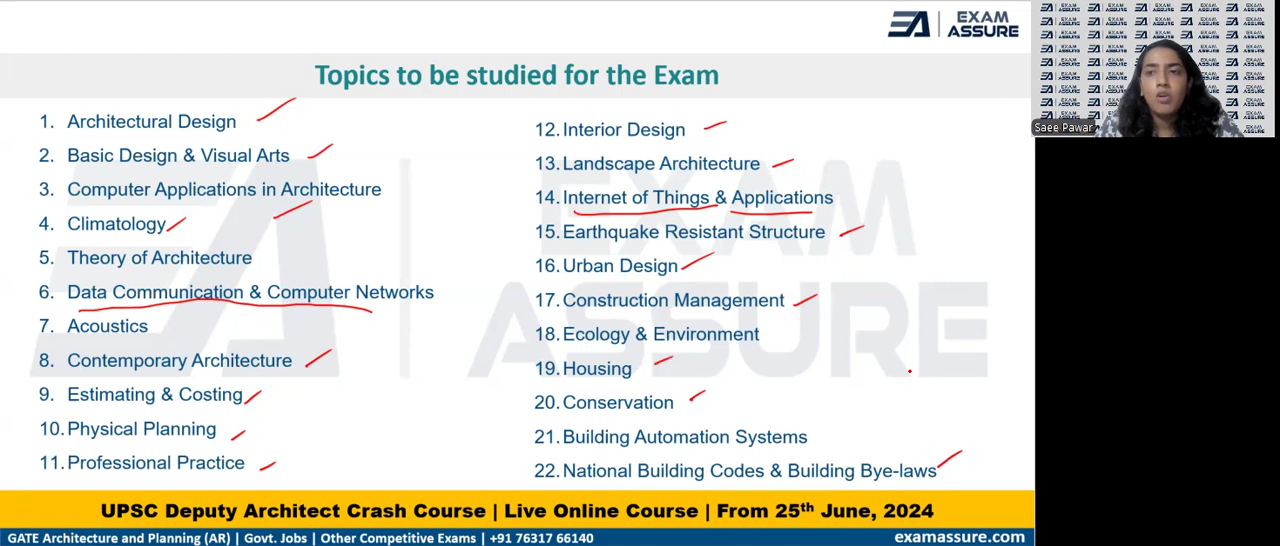 EXAM
ASSURE
Topics to be studied for the Exam
1. Architectural Design
2. Basic Design & Visual Arts
3. Computer Applications in Architecture
4. Climatology
5. Theory of Architecture
6. Data Communication & Computer Networks
7. Acoustics
8. Contemporary Architecture
9. Estimating & Costing
10. Physical Planning
11. Professional Practice
12. Interior Design
13. Landscape Architecture
14. Internet of Things & Applications
15. Earthquake Resistant Structure
16. Urban Design
17. Construction Management
18. Ecology & Environment
19. Housing
20. Conservation
21. Building Automation Systems
22. National Building Codes & Building Bye-laws
EXAM
ASSURE
Saee Pawar
UPSC Deputy Architect Crash Course | Live Online Course | From 25th June, 2024
GATE Architecture and Planning (AR) | Govt. Jobs | Other Competitive Exams | +91 76317 66140
examassure.com